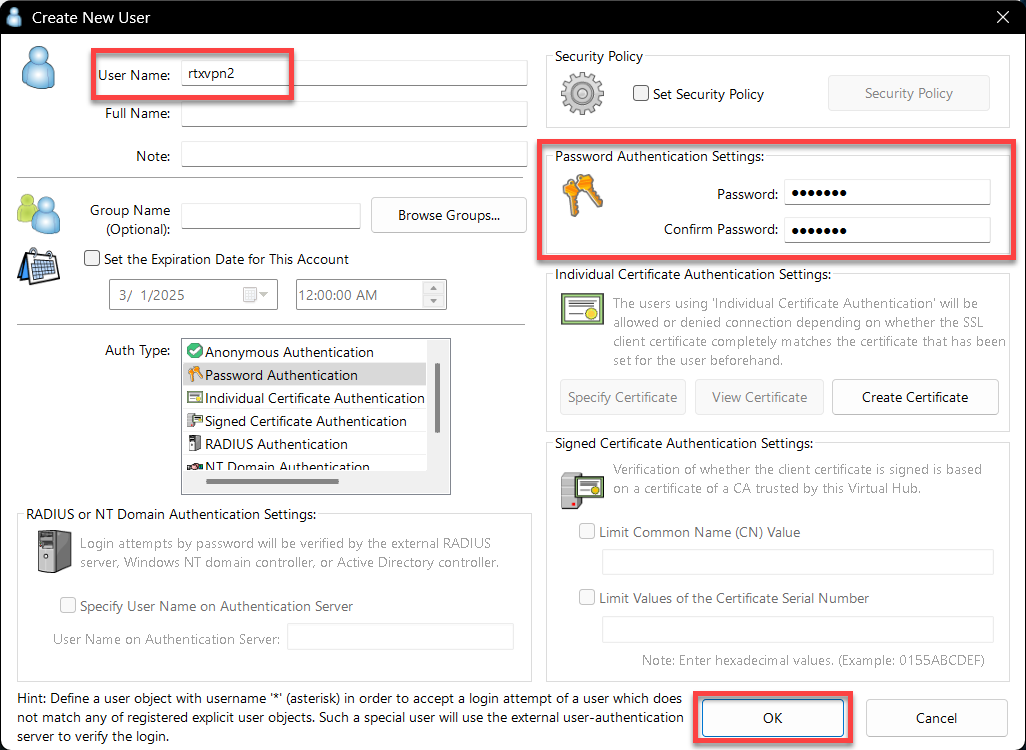 Create New User
User Name: rtxvpn2
Full Name:
Note:
Group Name
(Optional):
Browse Groups...
Set the Expiration Date for This Account
3/ 1/2025
12:00:00 AM
Auth Type:
Anonymous Authentication
Password Authentication
Individual Certificate Authentication
Signed Certificate Authentication
RADIUS Authentication
NT Domain Authentication
RADIUS or NT Domain Authentication Settings:
Login attempts by password will be verified by the external RADIUS
server, Windows NT domain controller, or Active Directory controller.
Specify User Name on Authentication Server
User Name on Authentication Server:
Hint: Define a user object with username '*' (asterisk) in order to accept a login attempt of a user which does
not match any of registered explicit user objects. Such a special user will use the external user-authentication
server to verify the login.
Security Policy
Set Security Policy
Security Policy
Password Authentication Settings:
Password: •••••••
Confirm Password: •••••••
Individual Certificate Authentication Settings:
The users using 'Individual Certificate Authentication' will be
allowed or denied connection depending on whether the SSL
client certificate completely matches the certificate that has been
set for the user beforehand.
Specify Certificate
View Certificate
Create Certificate
Signed Certificate Authentication Settings:
Verification of whether the client certificate is signed is based
on a certificate of a CA trusted by this Virtual Hub.
Limit Common Name (CN) Value
Limit Values of the Certificate Serial Number
Note: Enter hexadecimal values. (Example: 0155ABCDEF)
OK
Cancel